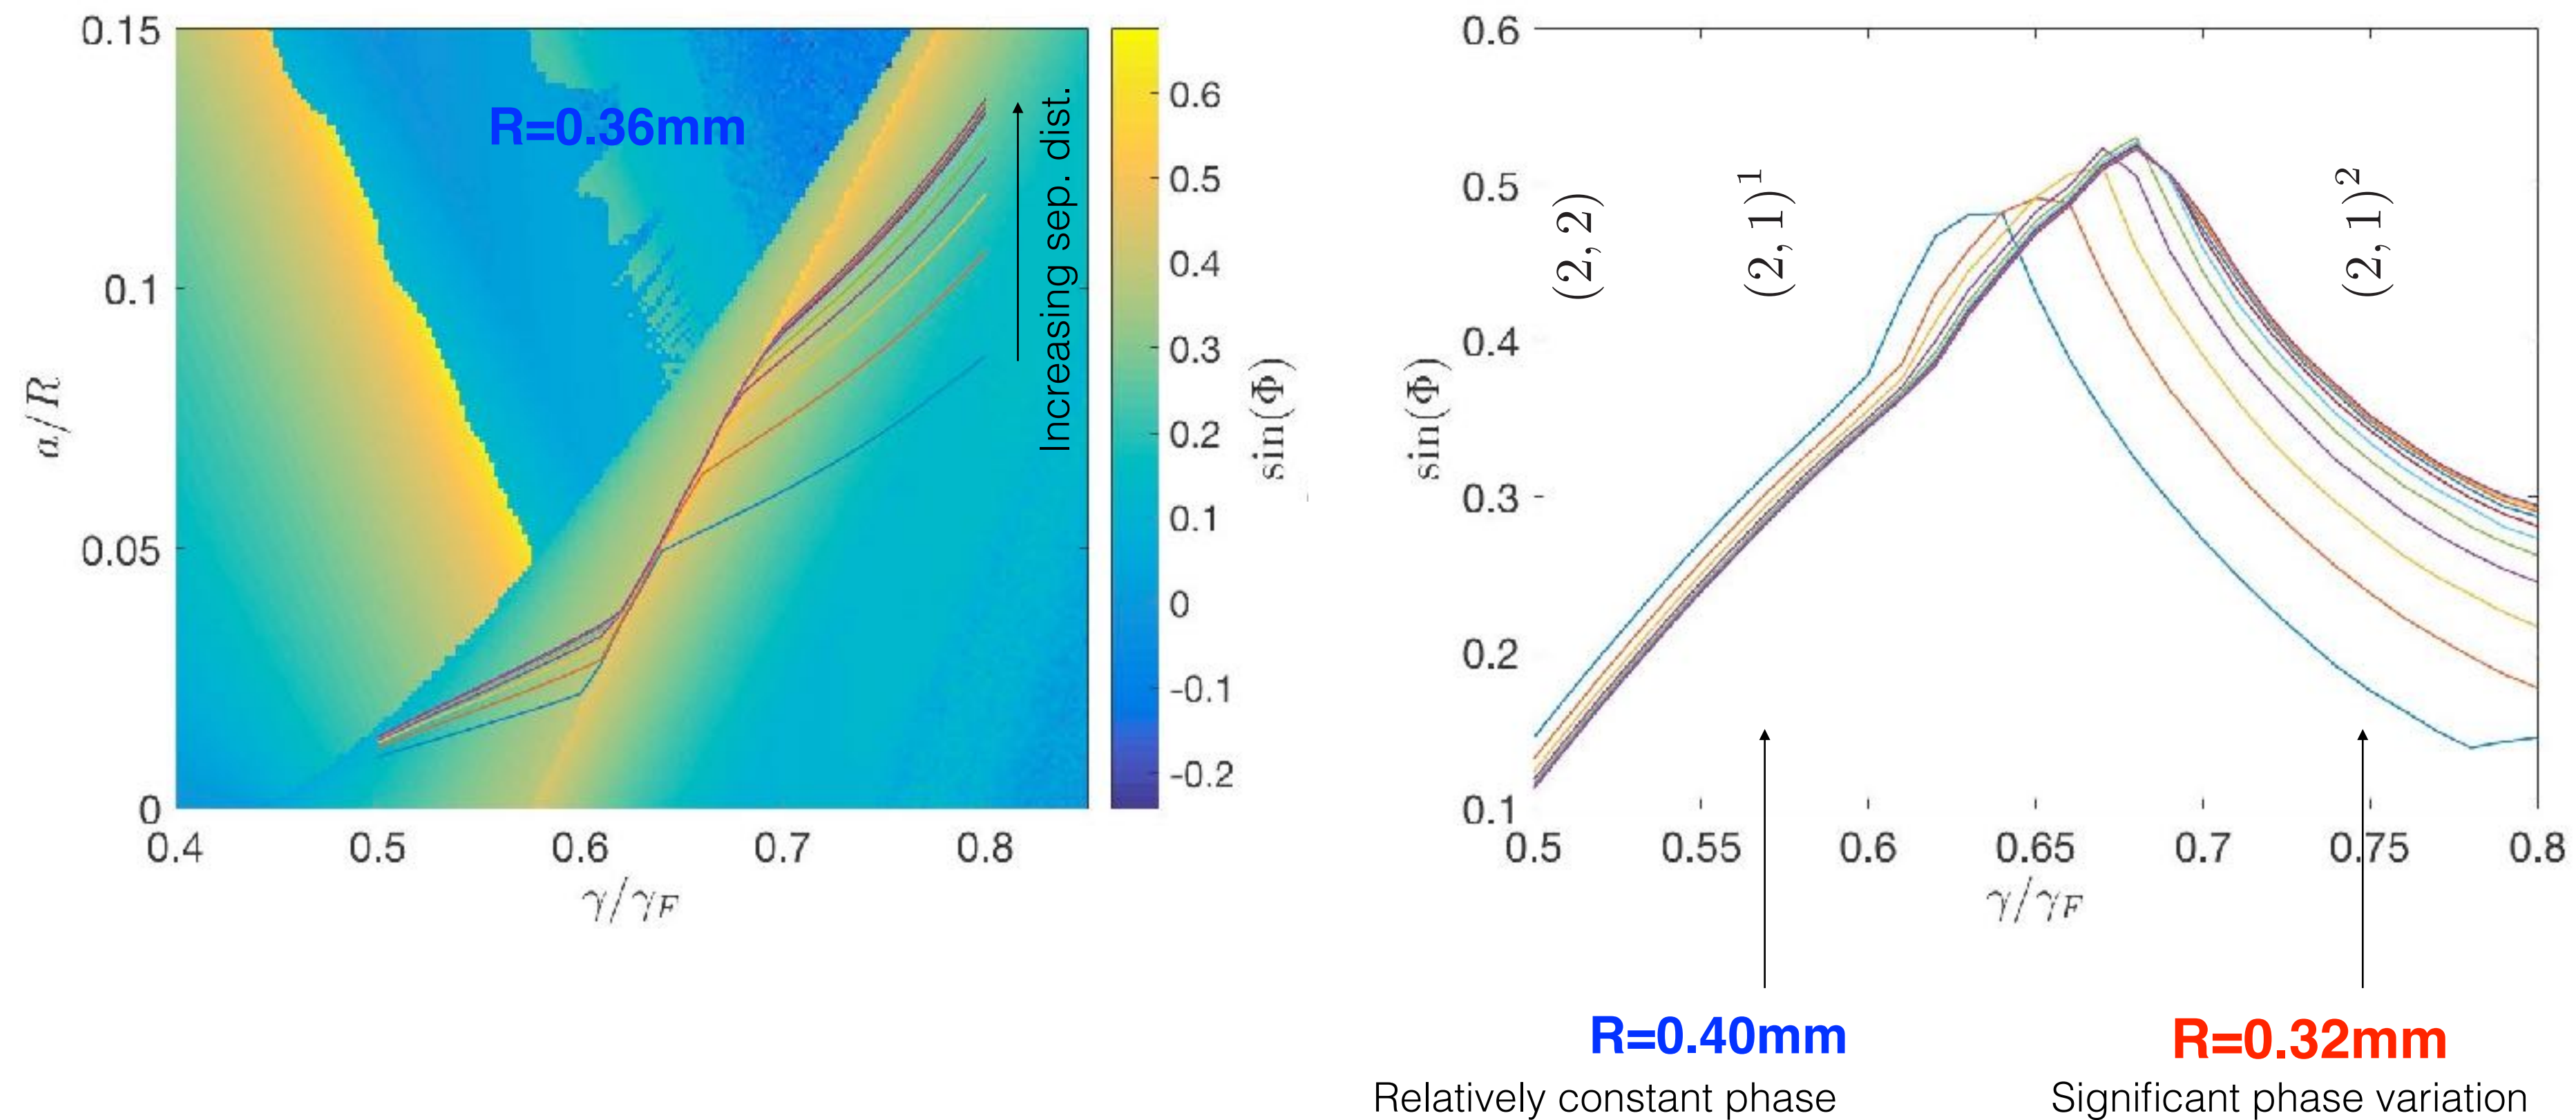 0.15
0.1
0.05
0
a/R
0.4 0.5 0.6 0.7 0.8
γ/γF
R=0.36mm
Increasing sep. dist.
0.6
0.5
0.4
0.3
0.2
0.1
0
-0.1
-0.2
sin(Φ)
0.6
0.5
0.4
0.3
0.2
0.1
sin(Φ)
(2, 2)
(2, 1)¹
(2, 1)²
0.5 0.55 0.6 0.65 0.7 0.75 0.8
γ/γF
R=0.40mm
Relatively constant phase
R=0.32mm
Significant phase variation